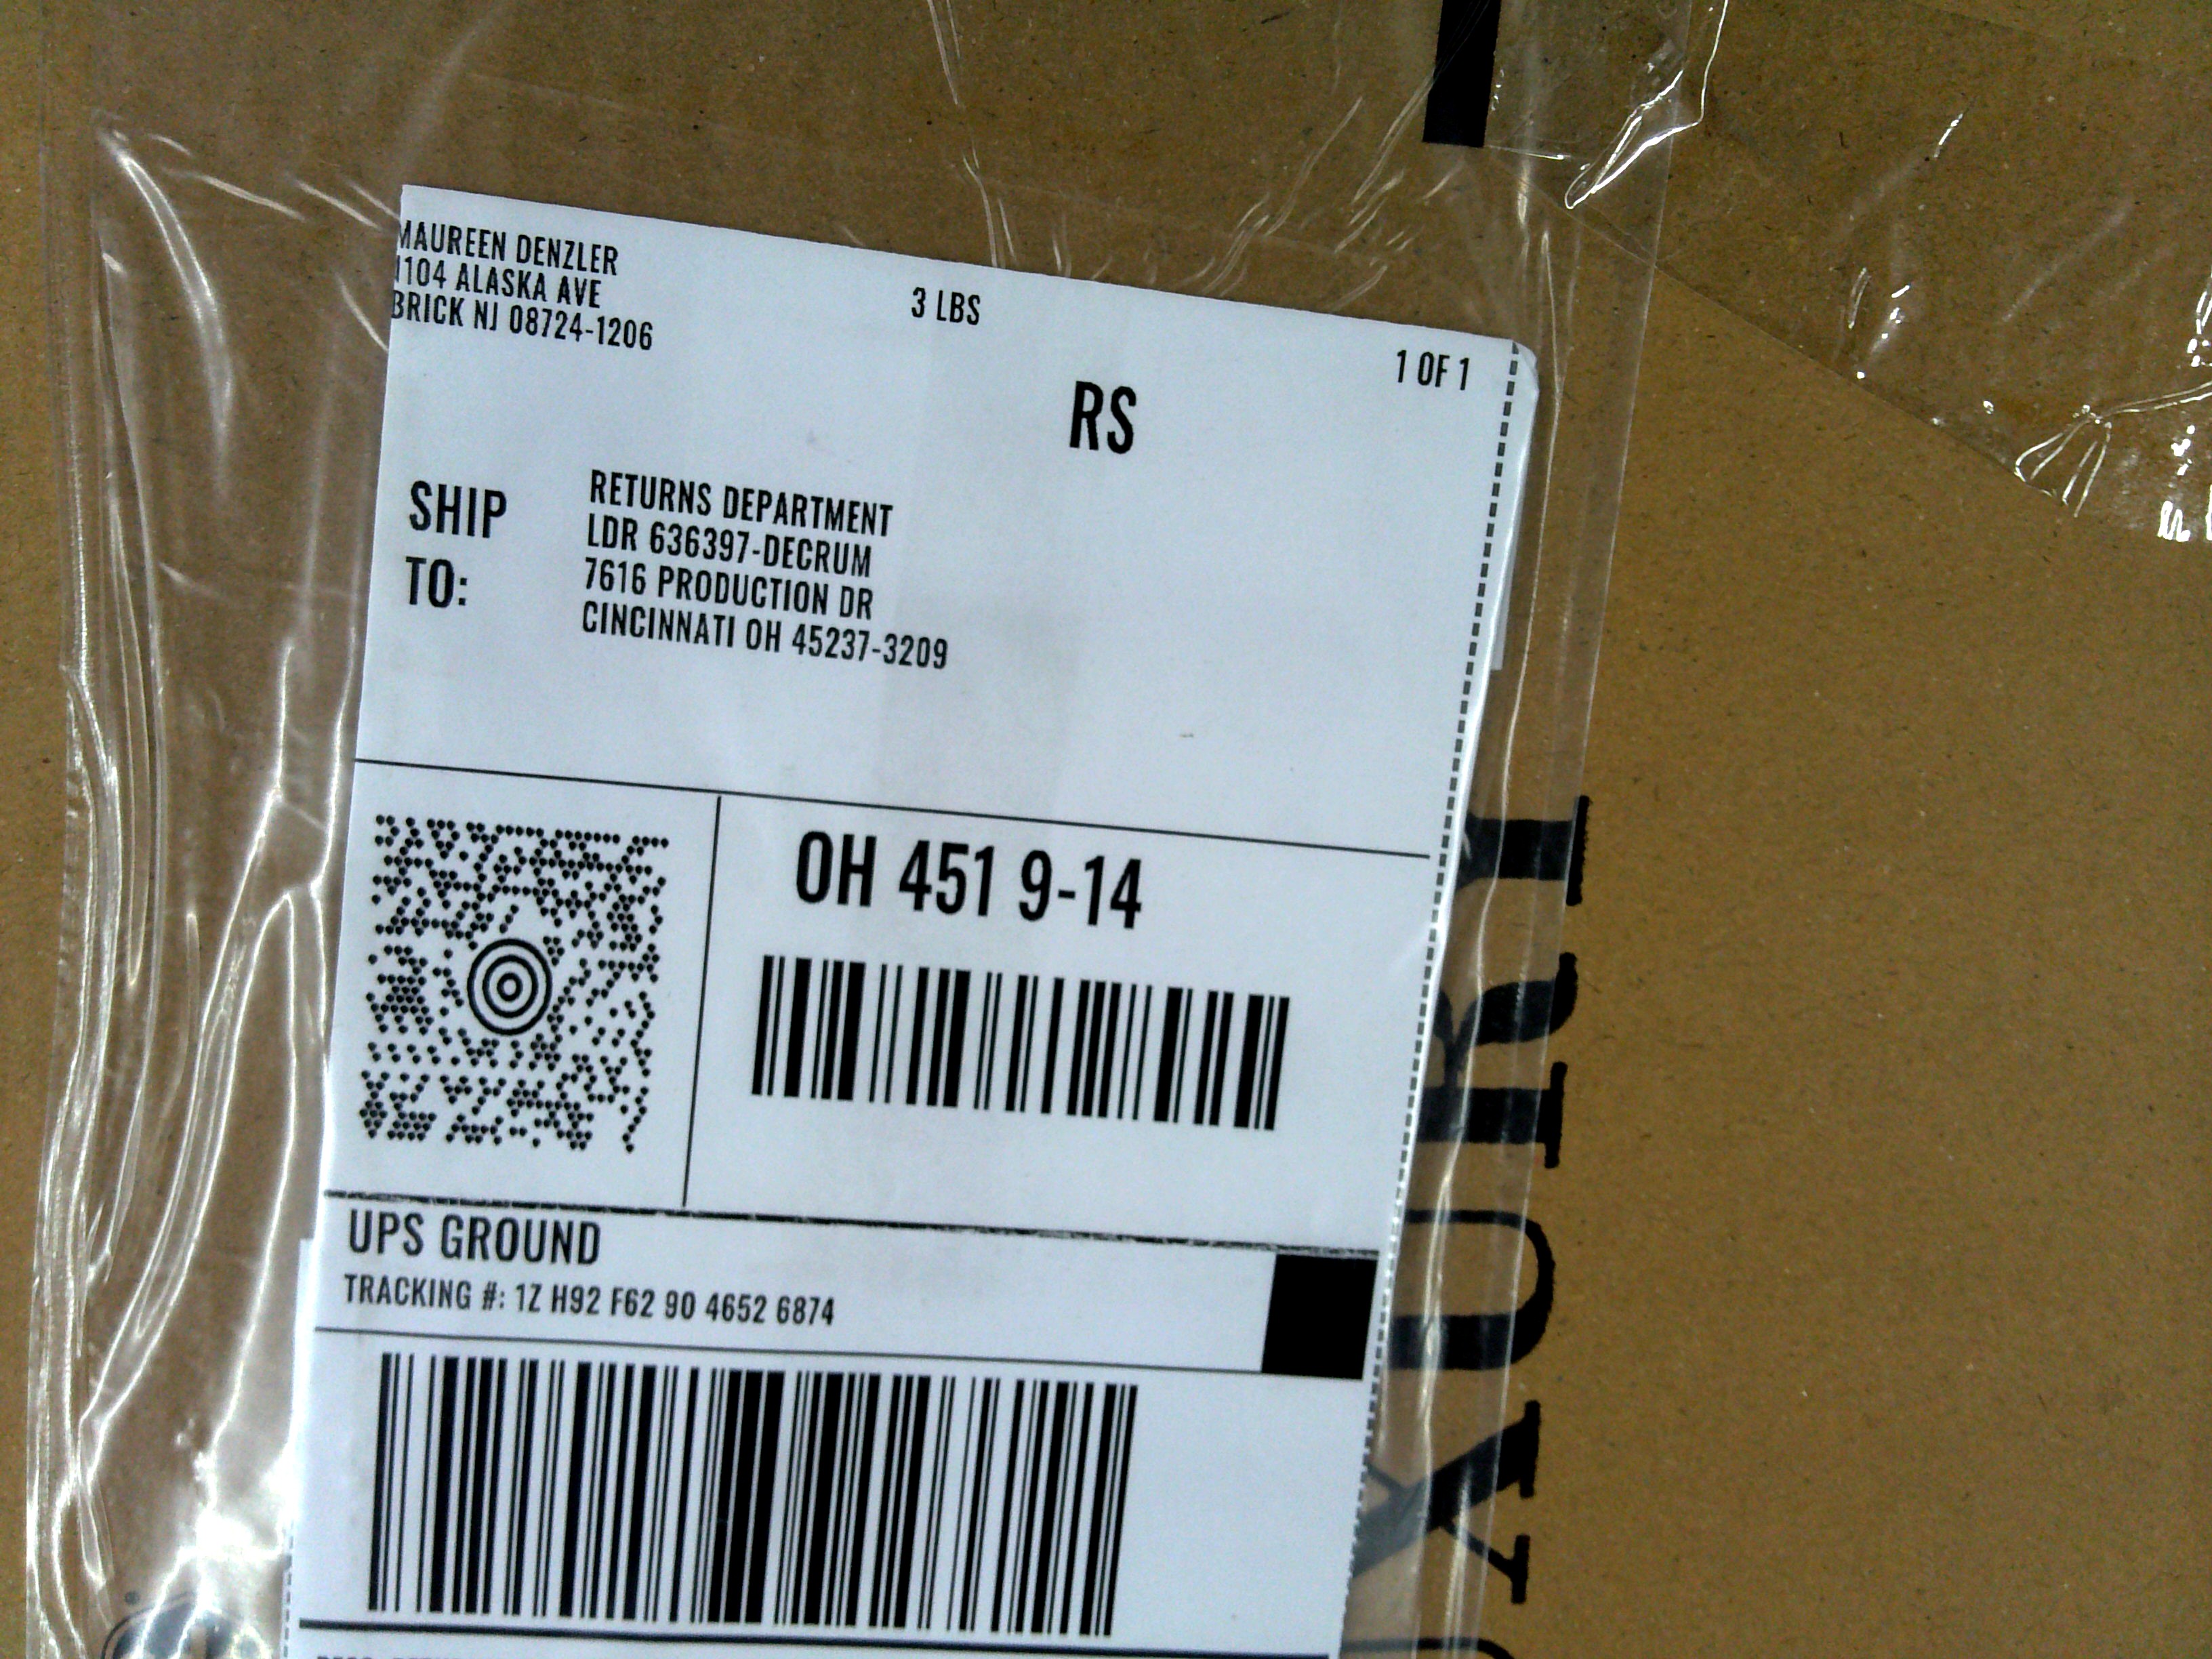 MAUREEN DENZLER
1104 ALASKA AVE
BRICK NJ 08724-1206
3 LBS
1 OF 1
RS
SHIP TO:
RETURNS DEPARTMENT
LDR 636397-DECRUM
7616 PRODUCTION DR
CINCINNATI OH 45237-3209
OH 451 9-14
UPS GROUND
TRACKING #: 1Z H92 F62 90 4652 6874